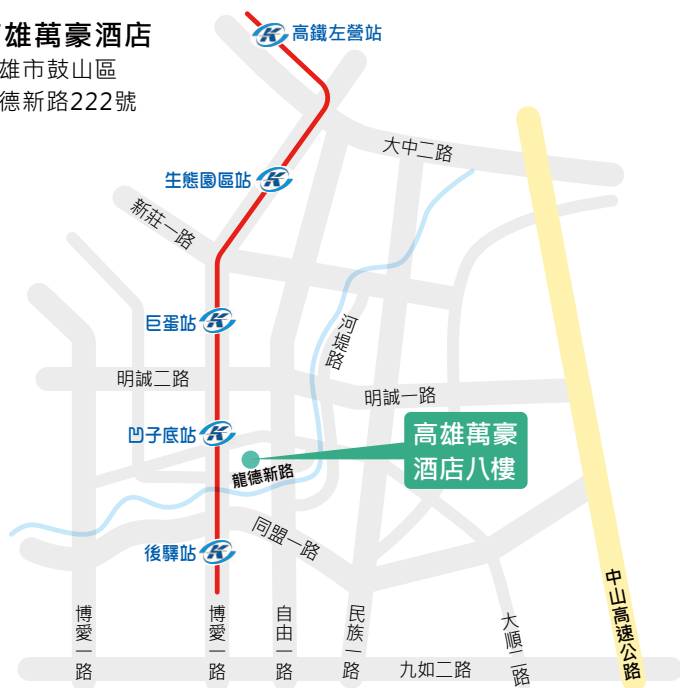 雄萬豪酒店
雄市鼓山區
德新路222號
高鐵左營站
大中二路
生態園區站
新莊一路
巨蛋站
河堤路
明誠二路
明誠一路
凹子底站
高雄萬豪
酒店八樓
龍德新路
同盟一路
後驛站
中山高速公路
博愛一路
博愛一路
自由一路
民族一路
大順二路
九如二路